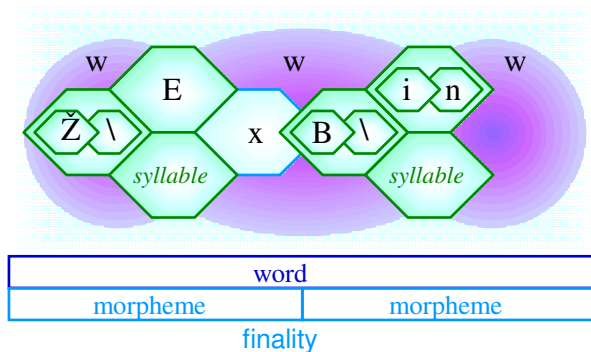 w w w
E i n
Ž \ x B \
syllable syllable
word
morpheme morpheme
finality